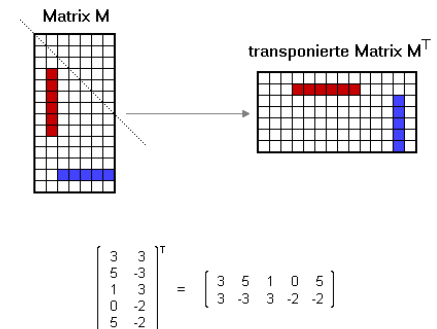 Matrix M
transponierte Matrix M^T
3 3
5 -3
1 3
0 -2
5 -2
T
=
3 5 1 0 5
3 -3 3 -2 -2